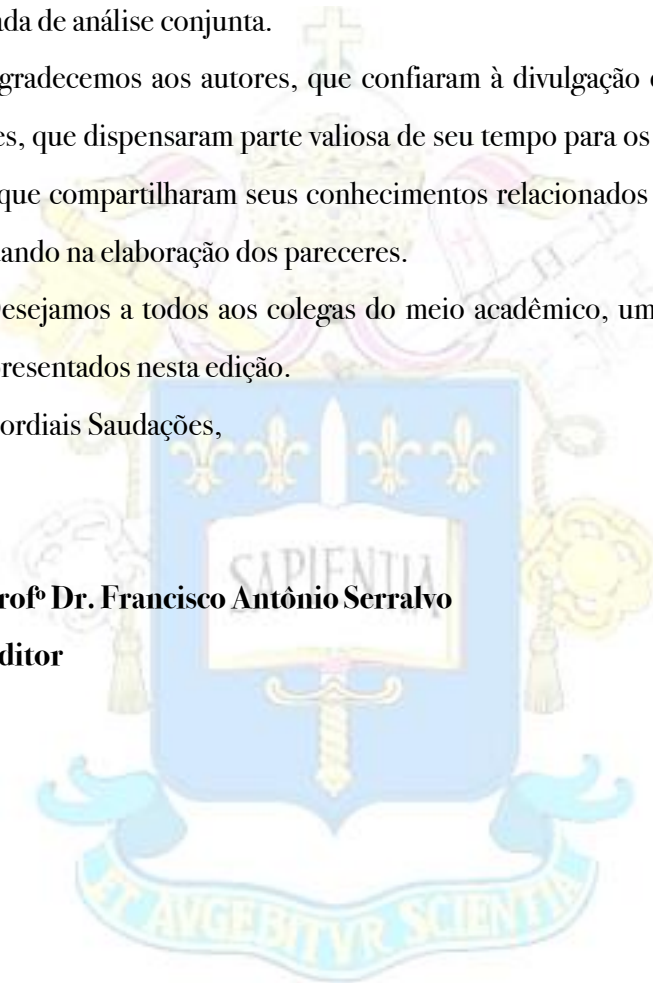 ada de análise conjunta.
gradecemos aos autores, que confiaram à divulgação
es, que dispensaram parte valiosa de seu tempo para os
que compartilharam seus conhecimentos relacionados
ando na elaboração dos pareceres.
esejamos a todos aos colegas do meio acadêmico, um
resentados nesta edição.
ordiais Saudações,
SAPIENTIA
rofº Dr. Francisco Antônio Serralvo
ditor
ET AVGEBITVR SCIENTIA